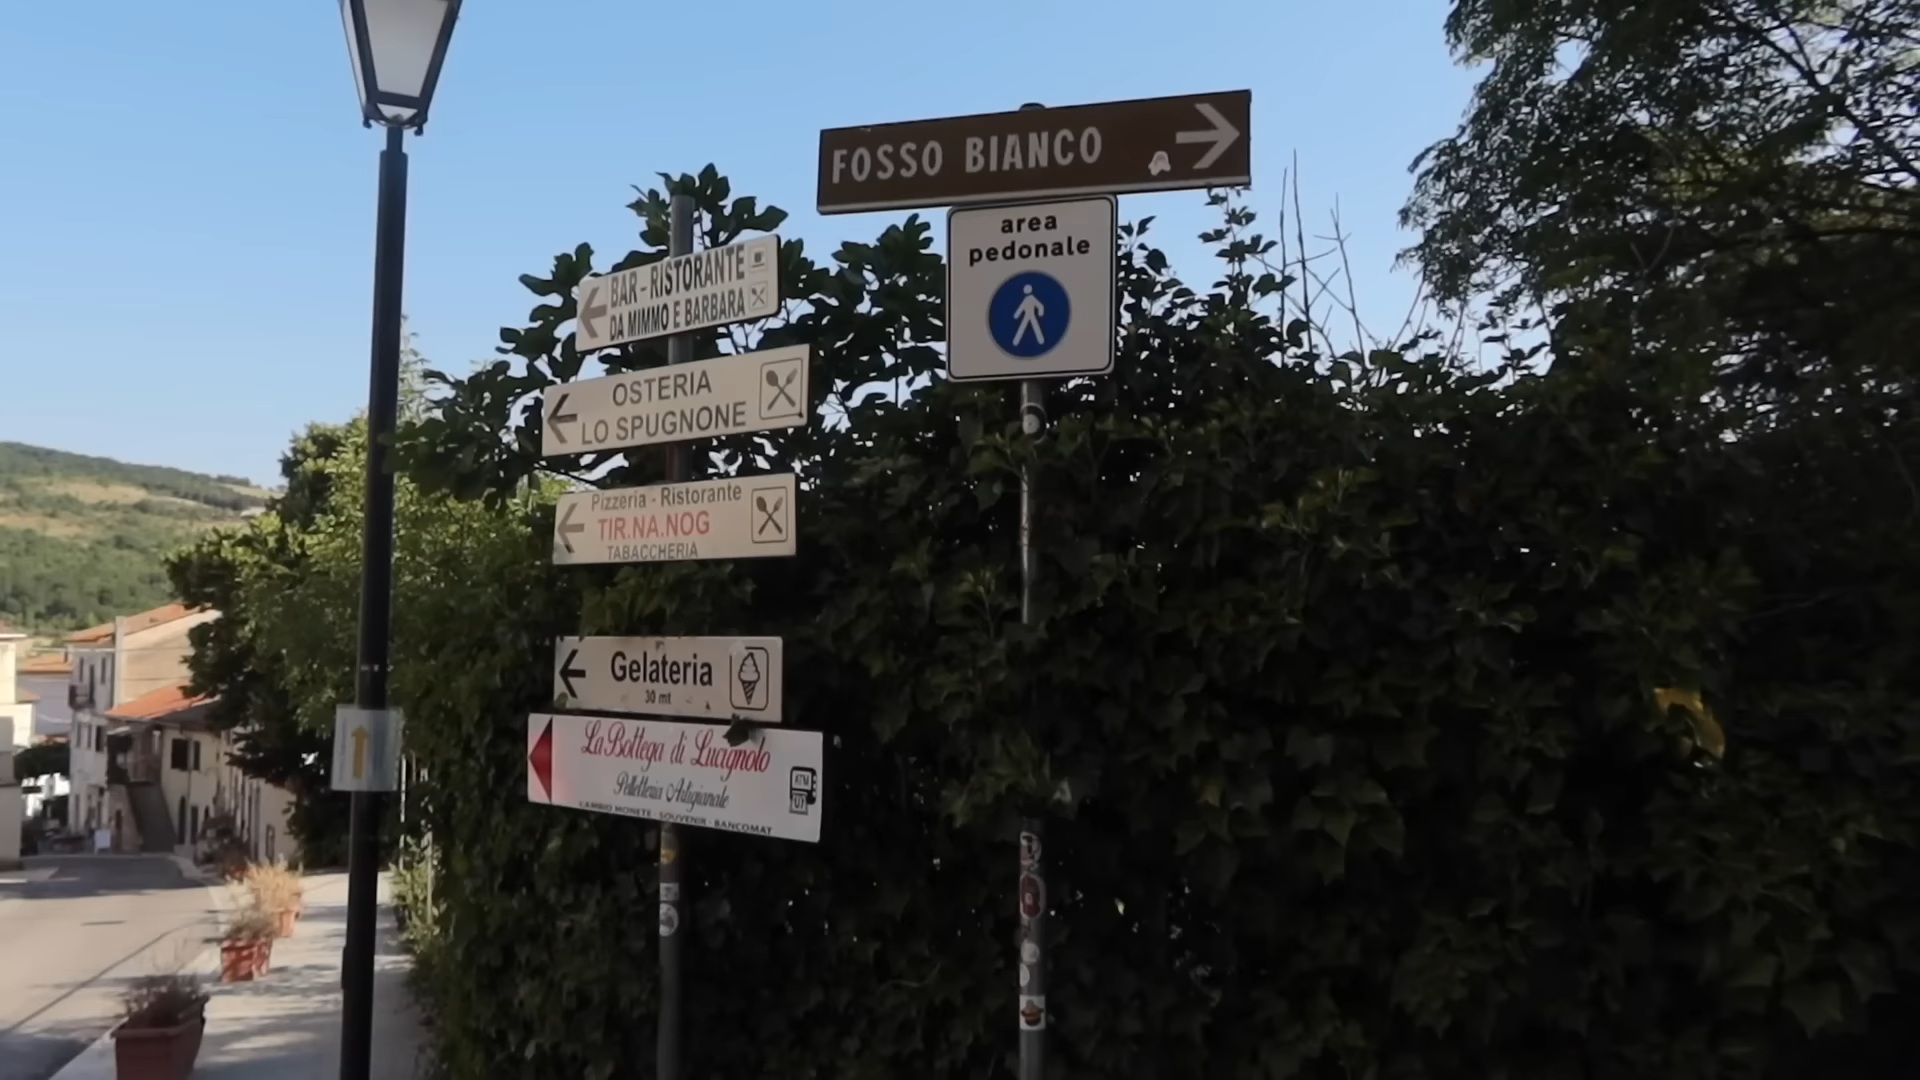 FOSSO BIANCO
area
pedonale
BAR - RISTORANTE
DA MIMMO E BARBARA
OSTERIA
LO SPUGNONE
Pizzeria - Ristorante
TIR.NA.NOG
TABACCHERIA
Gelateria
30 mt
La Bottega di Lucignolo
Pelletteria Artigianale
CAMBIO MONETE - SOUVENIR - BANCOMAT
ATM